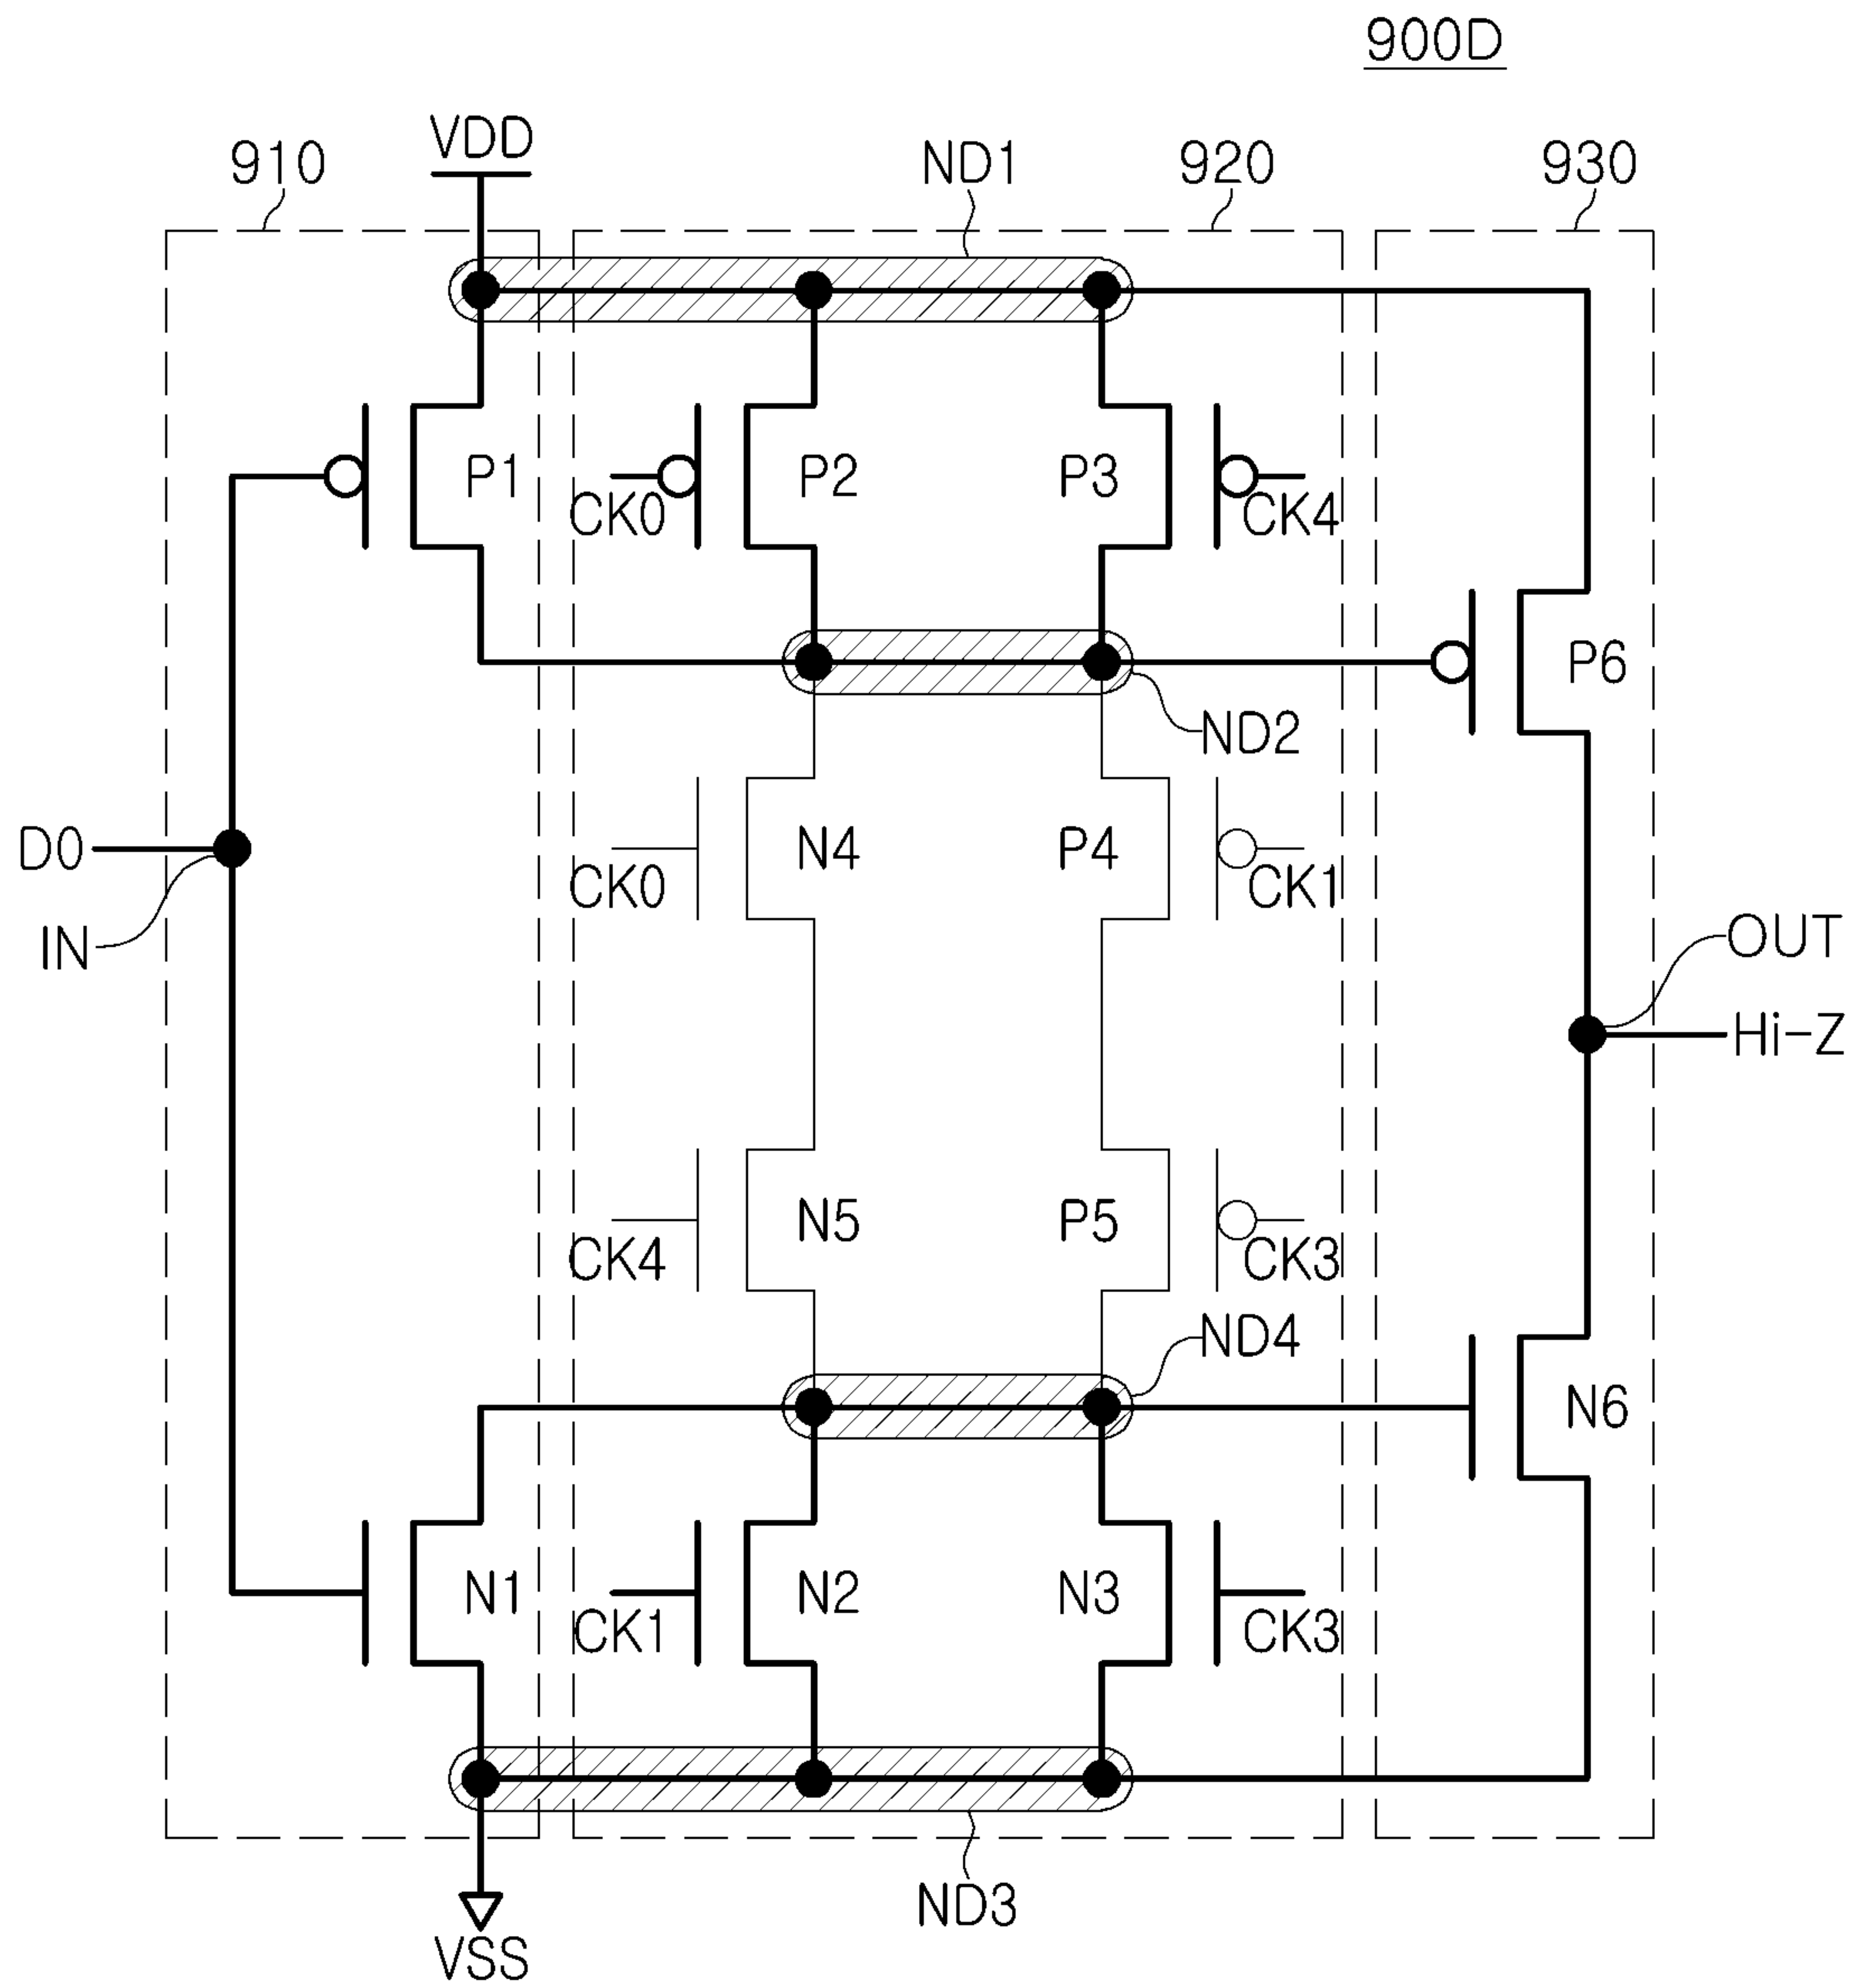 900D
VDD
910
ND1
920
930
P1
P2
P3
CK0
CK4
P6
ND2
D0
N4
P4
CK0
CK1
IN
OUT
Hi-Z
N5
P5
CK4
CK3
ND4
N6
N1
N2
N3
CK1
CK3
ND3
VSS